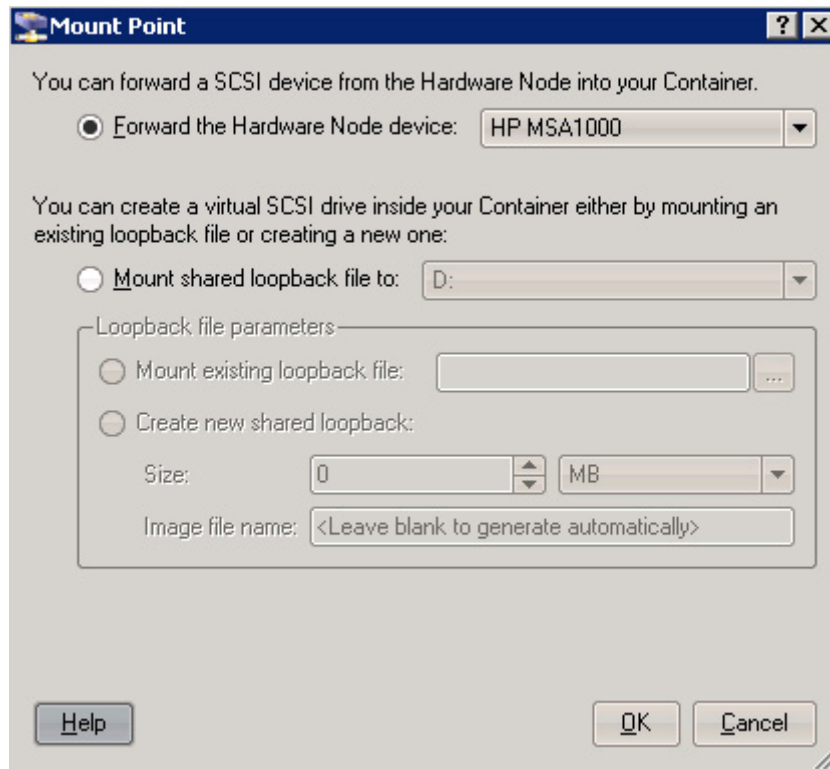 Mount Point
You can forward a SCSI device from the Hardware Node into your Container.
Forward the Hardware Node device: HP MSA1000
You can create a virtual SCSI drive inside your Container either by mounting an
existing loopback file or creating a new one:
Mount shared loopback file to: D:
Loopback file parameters
Mount existing loopback file: ...
Create new shared loopback:
Size: 0 MB
Image file name: <Leave blank to generate automatically>
Help OK Cancel